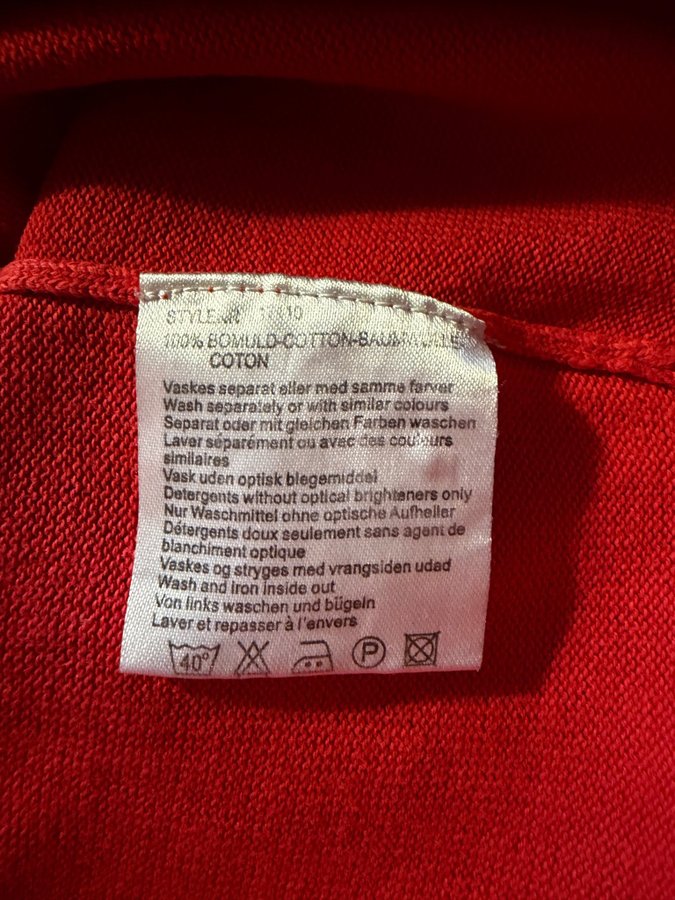 100% BOMULD-COTTON-BAUMWOLLE
COTON
Vaskes separat eller med samme farver
Wash separately or with similar colours
Separat oder mit gleichen Farben waschen
Laver séparément ou avec des couleurs
similaires
Vask uden optisk blegemiddel
Detergents without optical brighteners only
Nur Waschmittel ohne optische Aufheller
Détergents doux seulement sans agent de
blanchiment optique
Vaskes og stryges med vrangsiden udad
Wash and iron inside out
Von links waschen und bügeln
Laver et repasser à l'envers
40° P